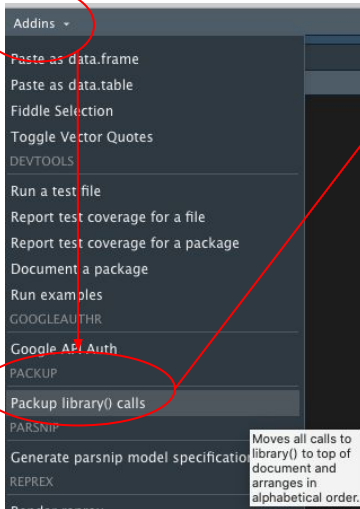 Addins
Paste as data.frame
Paste as data.table
Fiddle Selection
Toggle Vector Quotes
DEVTOOLS
Run a test file
Report test coverage for a file
Report test coverage for a package
Document a package
Run examples
GOOGLEAUTHR
Google API Auth
PACKUP
Packup library() calls
PARSNIP
Generate parsnip model specification
REPREX
Moves all calls to
library() to top of
document and
arranges in
alphabetical order.
Render reprex